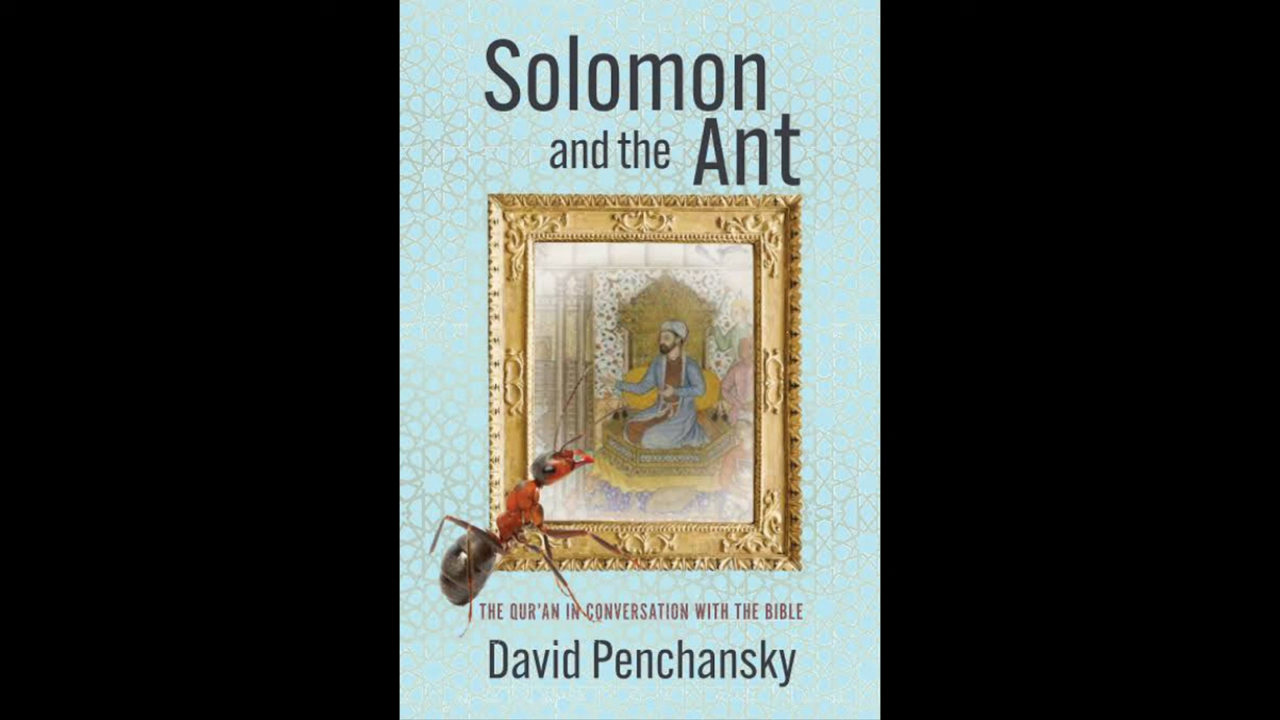 Solomon
and the Ant
THE QUR'AN IN CONVERSATION WITH THE BIBLE
David Penchansky